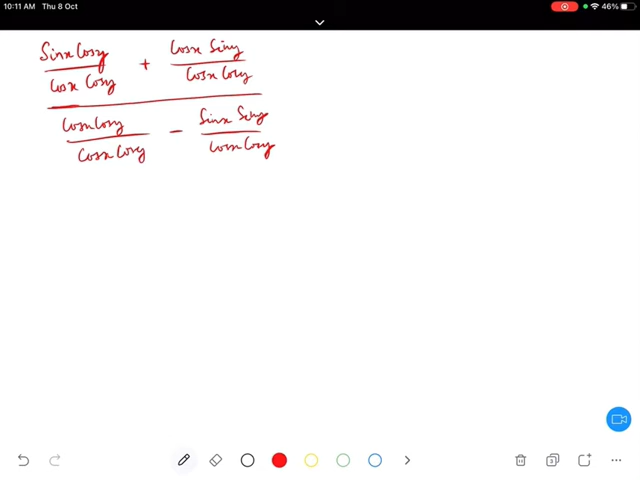 10:11 AM Thu 8 Oct 46%
Sinx Cosy + Cosx Siny
Cosx Cosy Cosx Cosy
Cosx Cosy - Sinx Siny
Cosx Cosy Cosx Cosy
3